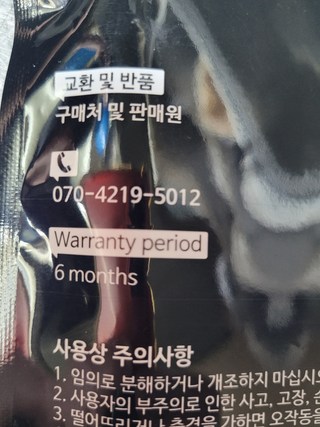 교환 및 반품
구매처 및 판매원
070-4219-5012
Warranty period
6 months
사용상 주의사항
1. 임의로 분해하거나 개조하지 마십시오
2. 사용자의 부주의로 인한 사고, 고장,
3. 떨어뜨리거나 충격을 가하면 오작동을